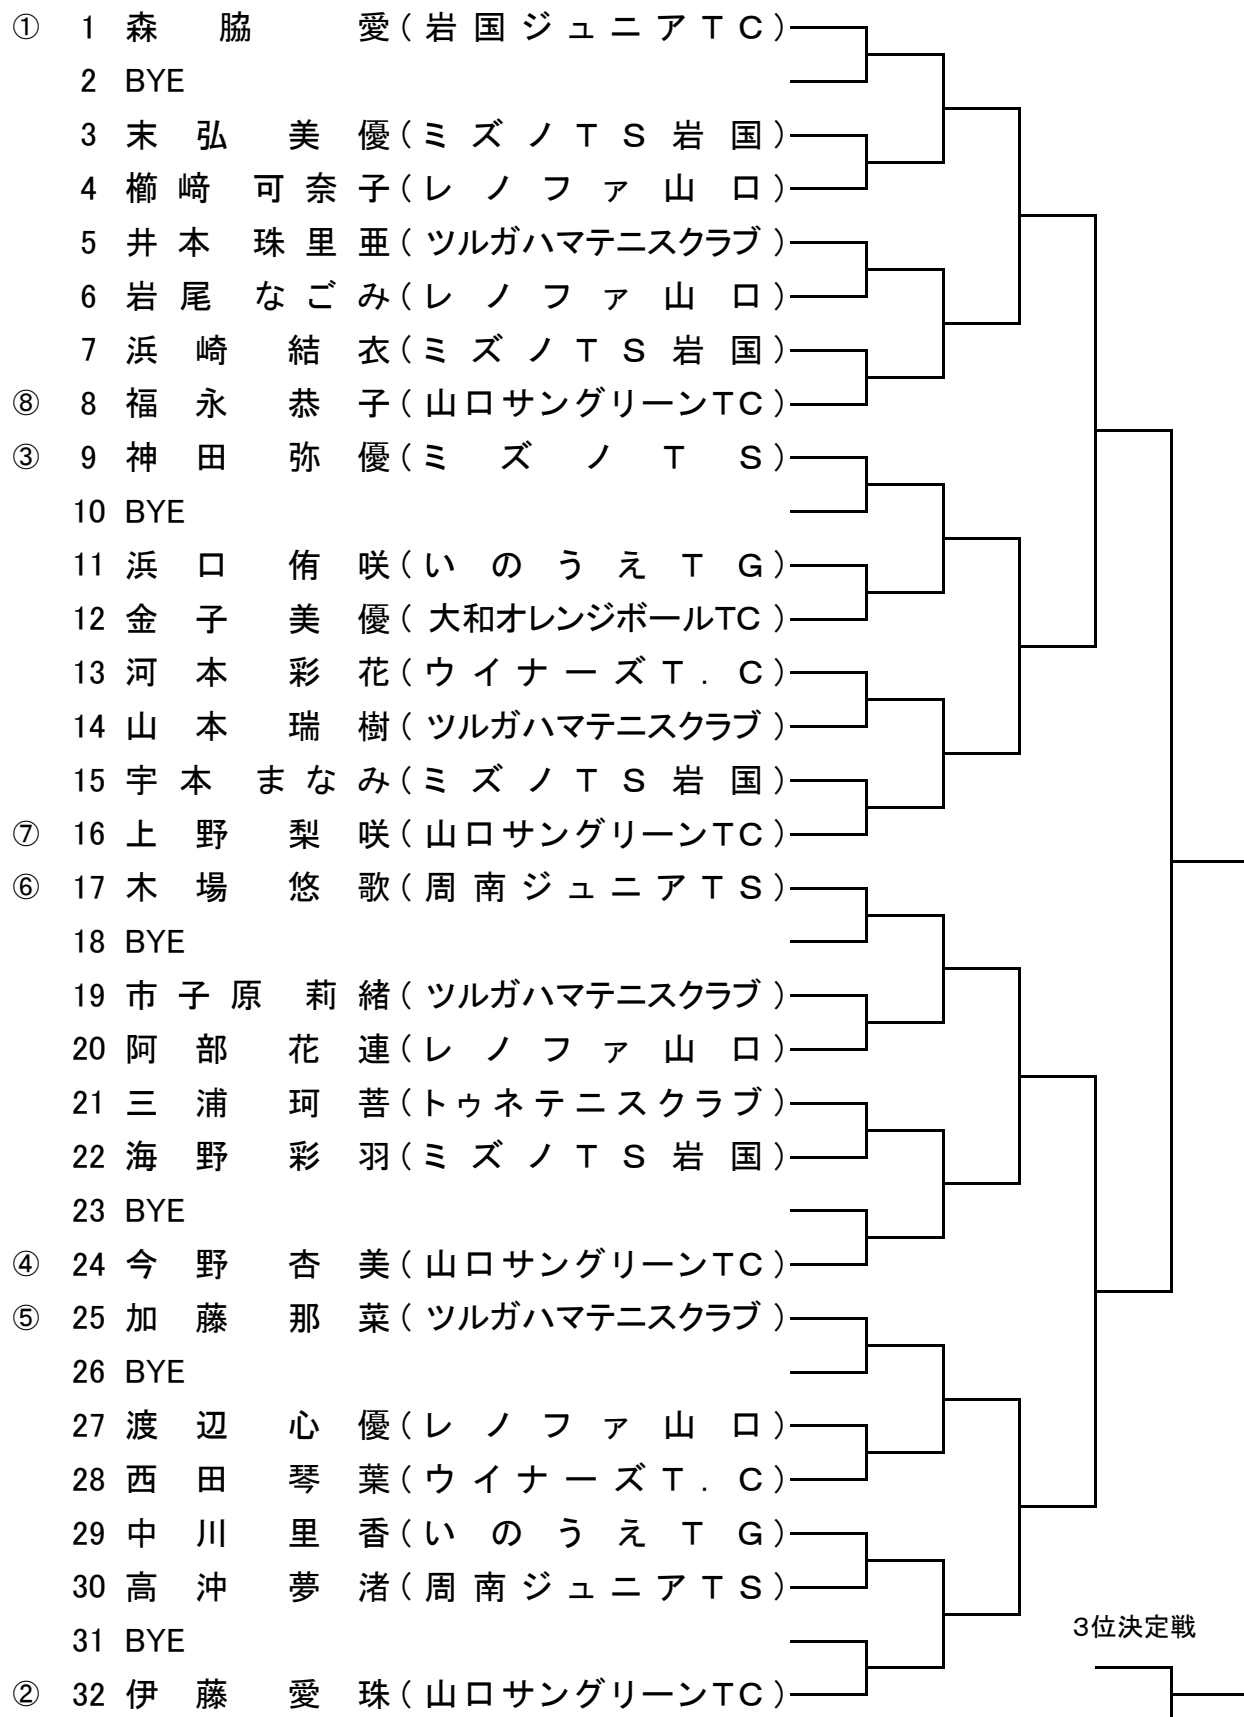 ① 1 森脇 愛(岩国ジュニアTC)
2 BYE
3 末弘 美優(ミズノTS岩国)
4 櫛﨑 可奈子(レノファ山口)
5 井本 珠里亜(ツルガハマテニスクラブ)
6 岩尾 なごみ(レノファ山口)
7 浜崎 結衣(ミズノTS岩国)
⑧ 8 福永 恭子(山口サングリーンTC)
③ 9 神田 弥優(ミズノTS)
10 BYE
11 浜口 侑咲(いのうえTG)
12 金子 美優(大和オレンジボールTC)
13 河本 彩花(ウイナーズT.C)
14 山本 瑞樹(ツルガハマテニスクラブ)
15 宇本 まなみ(ミズノTS岩国)
⑦ 16 上野 梨咲(山口サングリーンTC)
⑥ 17 木場 悠歌(周南ジュニアTS)
18 BYE
19 市子原 莉緒(ツルガハマテニスクラブ)
20 阿部 花連(レノファ山口)
21 三浦 珂菩(トゥネテニスクラブ)
22 海野 彩羽(ミズノTS岩国)
23 BYE
④ 24 今野 杏美(山口サングリーンTC)
⑤ 25 加藤 那菜(ツルガハマテニスクラブ)
26 BYE
27 渡辺 心優(レノファ山口)
28 西田 琴葉(ウイナーズT.C)
29 中川 里香(いのうえTG)
30 高沖 夢渚(周南ジュニアTS)
31 BYE
3位決定戦
② 32 伊藤 愛珠(山口サングリーンTC)